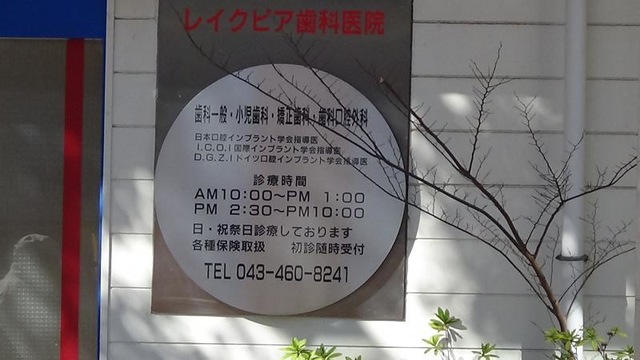 レイクピア歯科医院
歯科一般・小児歯科・矯正歯科・歯科口腔外科
日本口腔インプラント学会指導医
I.C.O.I国際インプラント学会指導医
D.G.Z.Iドイツ口腔インプラント学会指導医
診療時間
AM10:00〜PM 1:00
PM 2:30〜PM10:00
日・祝祭日診療しております
各種保険取扱 初診随時受付
TEL 043-460-8241